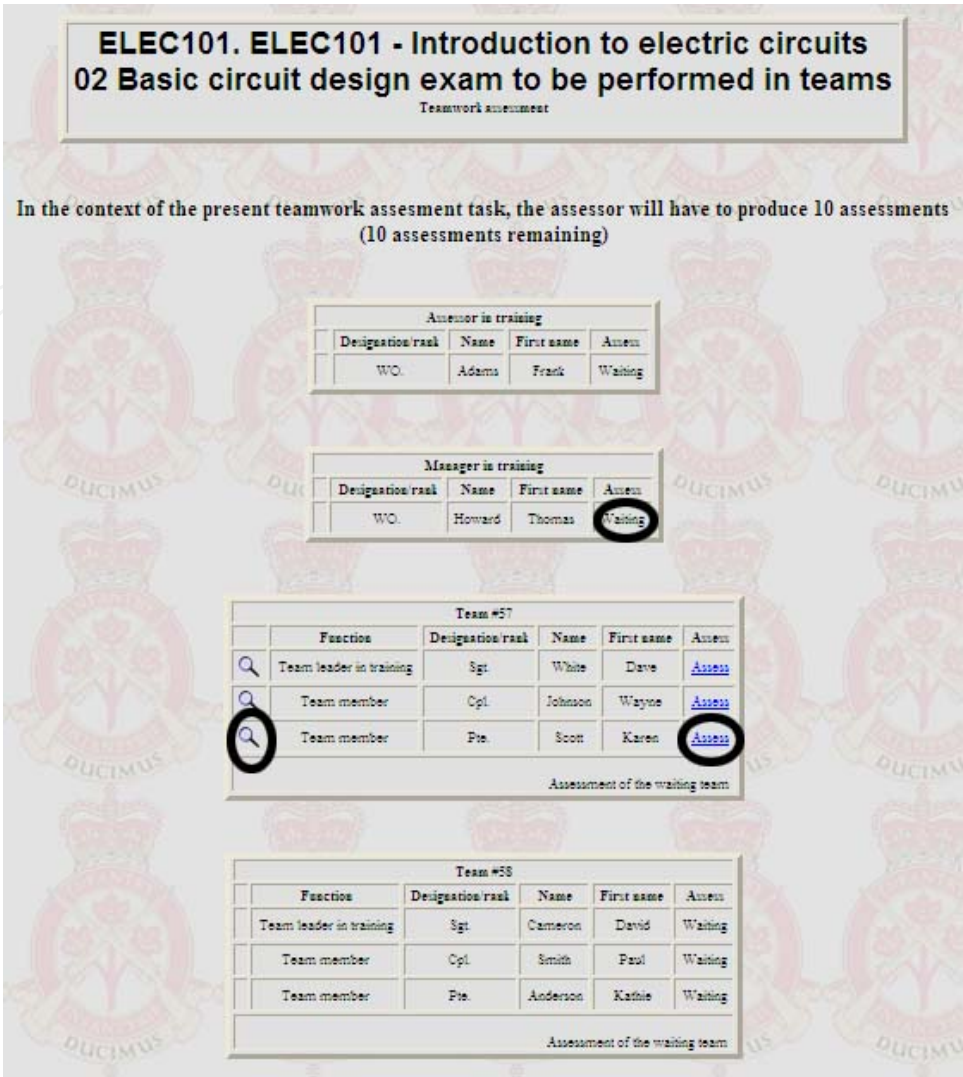 ELEC101. ELEC101 - Introduction to electric circuits
02 Basic circuit design exam to be performed in teams
Teamwork assessment
In the context of the present teamwork assesment task, the assessor will have to produce 10 assessments
(10 assessments remaining)
Assessor in training
Designation/rank Name First name Assess
WO. Adams Frank Waiting
Manager in training
Designation/rank Name First name Assess
WO. Howard Thomas Waiting
Team #57
Function Designation/rank Name First name Assess
Team leader in training Sgt. White Dave Assess
Team member Cpl. Johnson Wayne Assess
Team member Pte. Scott Karen Assess
Assessment of the waiting team
Team #58
Function Designation/rank Name First name Assess
Team leader in training Sgt. Cameron David Waiting
Team member Cpl. Smith Paul Waiting
Team member Pte. Anderson Kathie Waiting
Assessment of the waiting team